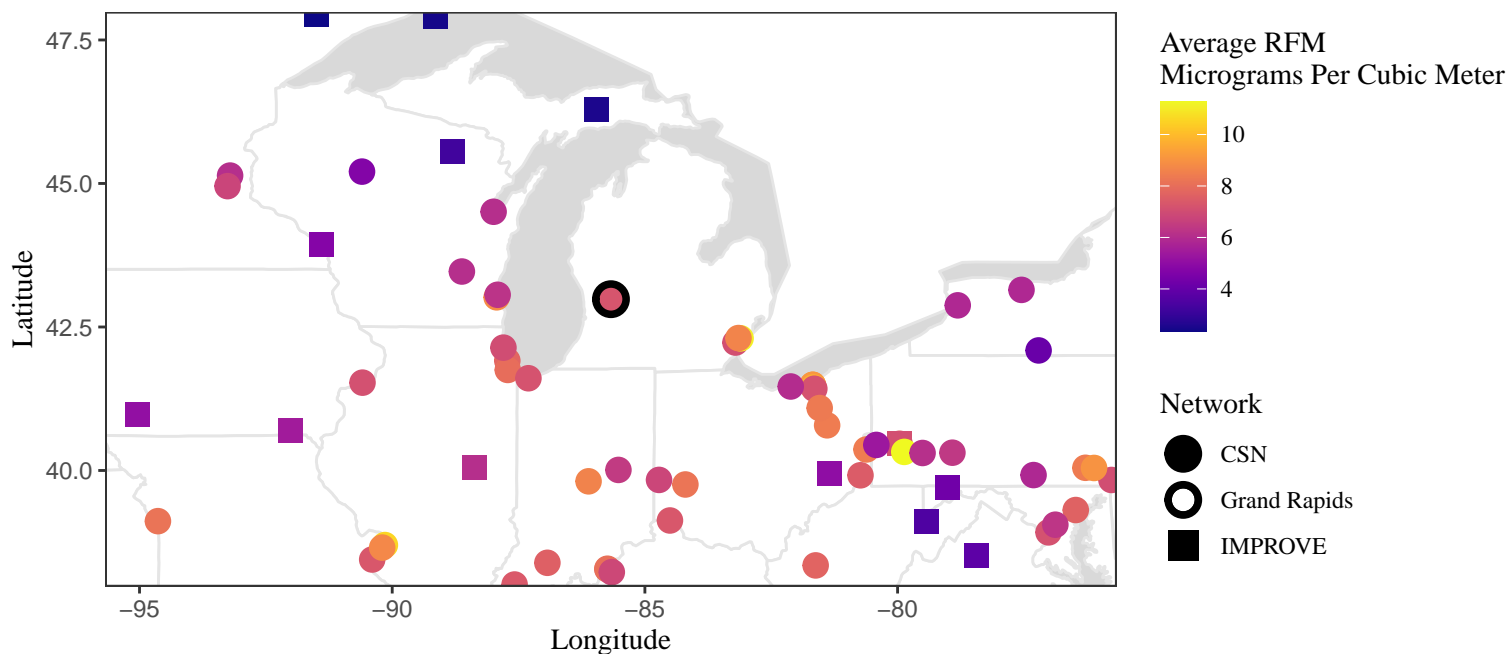 47.5
45.0
42.5
40.0
Latitude
−95
−90
−85
−80
Longitude
Average RFM
Micrograms Per Cubic Meter
10
8
6
4
Network
CSN
Grand Rapids
IMPROVE